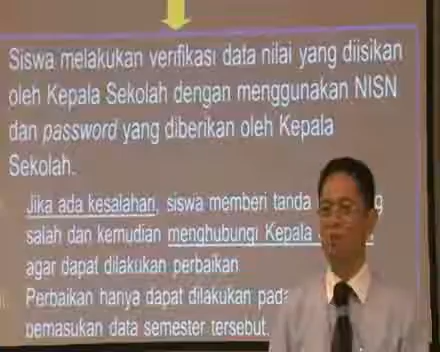 Siswa melakukan verifikasi data nilai yang diisikan
oleh Kepala Sekolah dengan menggunakan NISN
dan password yang diberikan oleh Kepala
Sekolah.
Jika ada kesalahan, siswa memberi tanda
salah dan kemudian menghubungi Kepala
agar dapat dilakukan perbaikan
Perbaikan hanya dapat dilakukan pada
pemasukan data semester tersebut.